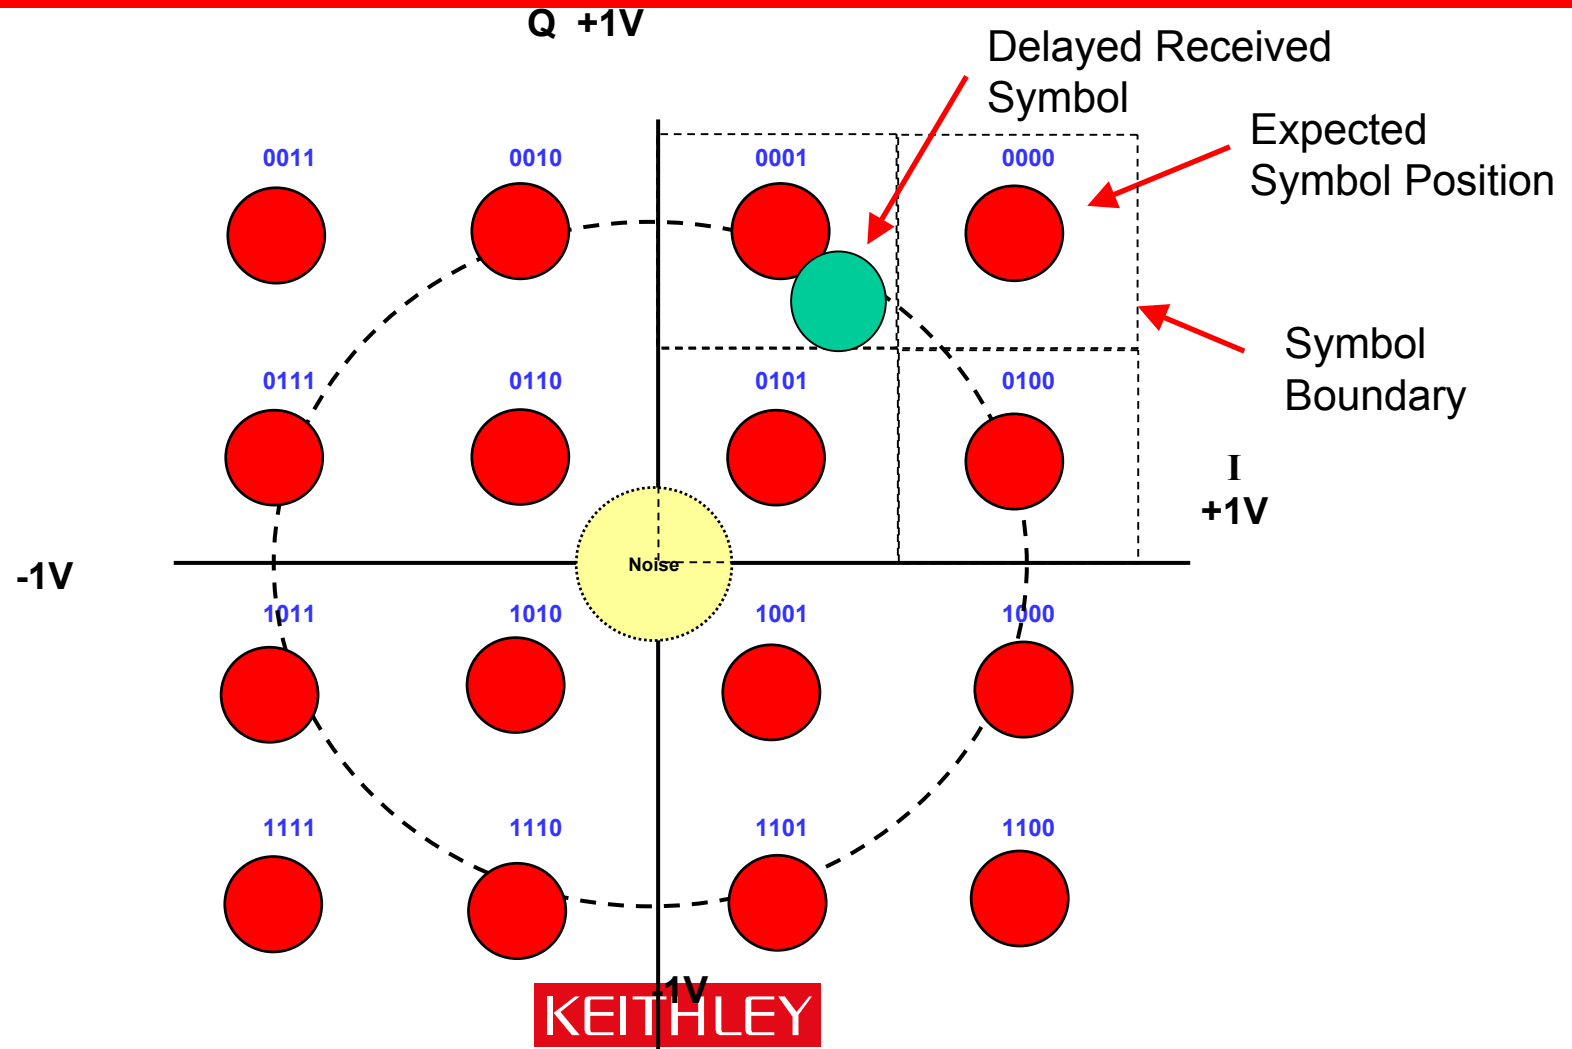 Q +1V
Delayed Received
Symbol
Expected
Symbol Position
0011 0010 0001 0000
Symbol
Boundary
0111 0110 0101 0100
I
+1V
-1V
Noise
1011 1010 1001 1000
1111 1110 1101 1100
-1V
KEITHLEY